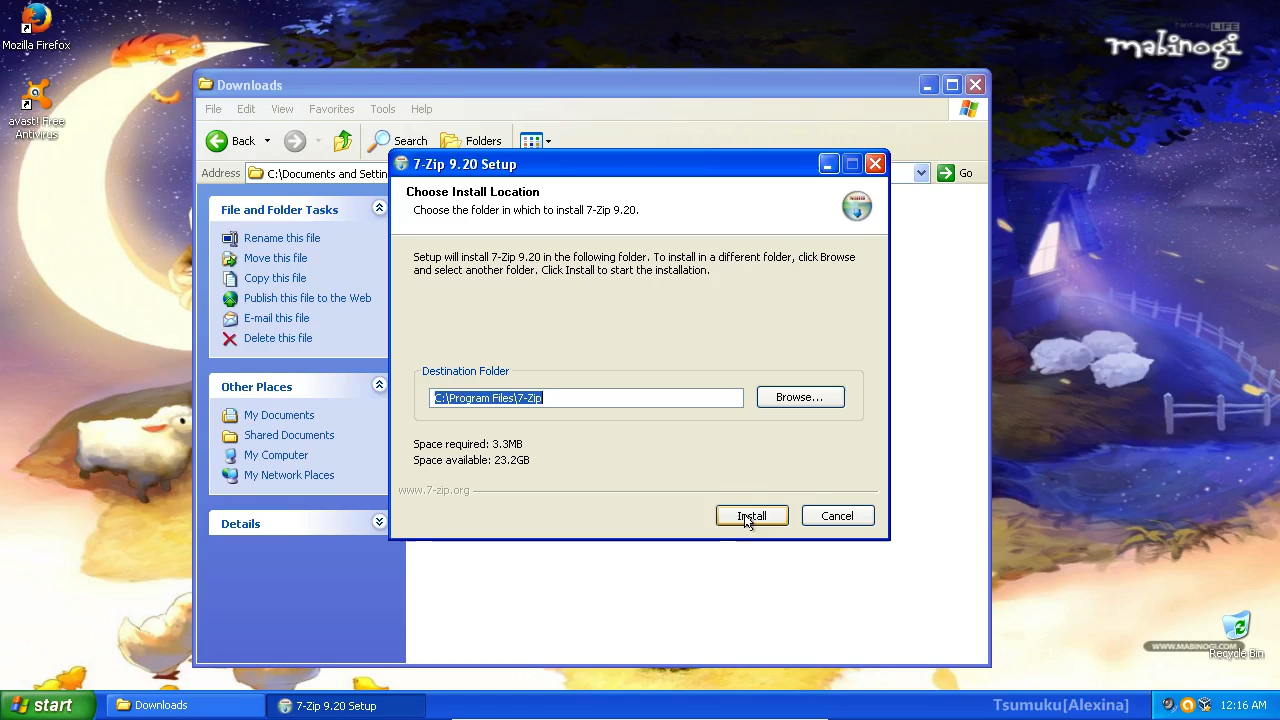 Mozilla Firefox
avast! Free
Antivirus
fantasy LIFE
mabinogi
Downloads
File Edit View Favorites Tools Help
Back Search Folders
Address C:\Documents and Settin Go
File and Folder Tasks
Rename this file
Move this file
Copy this file
Publish this file to the Web
E-mail this file
Delete this file
Other Places
My Documents
Shared Documents
My Computer
My Network Places
Details
7-Zip 9.20 Setup
Choose Install Location
Choose the folder in which to install 7-Zip 9.20.
Setup will install 7-Zip 9.20 in the following folder. To install in a different folder, click Browse
and select another folder. Click Install to start the installation.
Destination Folder
C:\Program Files\7-Zip
Browse...
Space required: 3.3MB
Space available: 23.2GB
www.7-zip.org
Install Cancel
WWW.MABINOGI.COM
Recycle Bin
start Downloads 7-Zip 9.20 Setup Tsumuku[Alexina] 12:16 AM